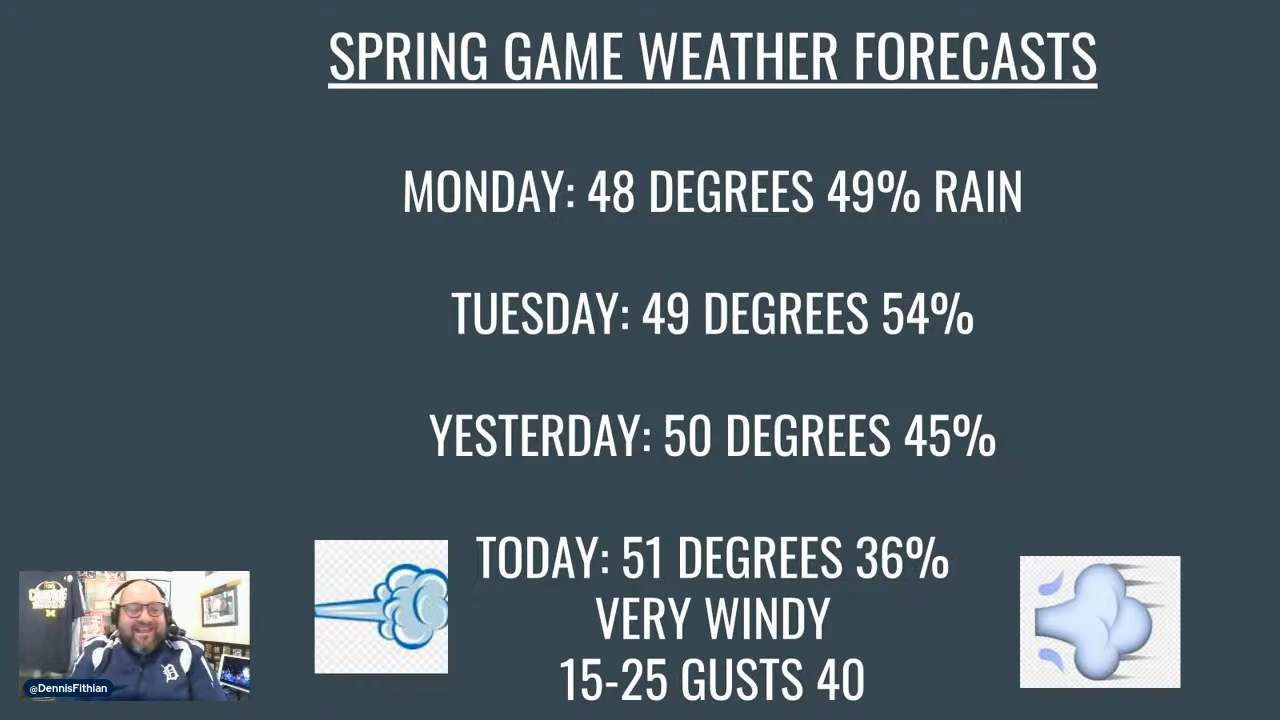 SPRING GAME WEATHER FORECASTS
MONDAY: 48 DEGREES 49% RAIN
TUESDAY: 49 DEGREES 54%
YESTERDAY: 50 DEGREES 45%
TODAY: 51 DEGREES 36%
VERY WINDY
15-25 GUSTS 40
@DennisFithian